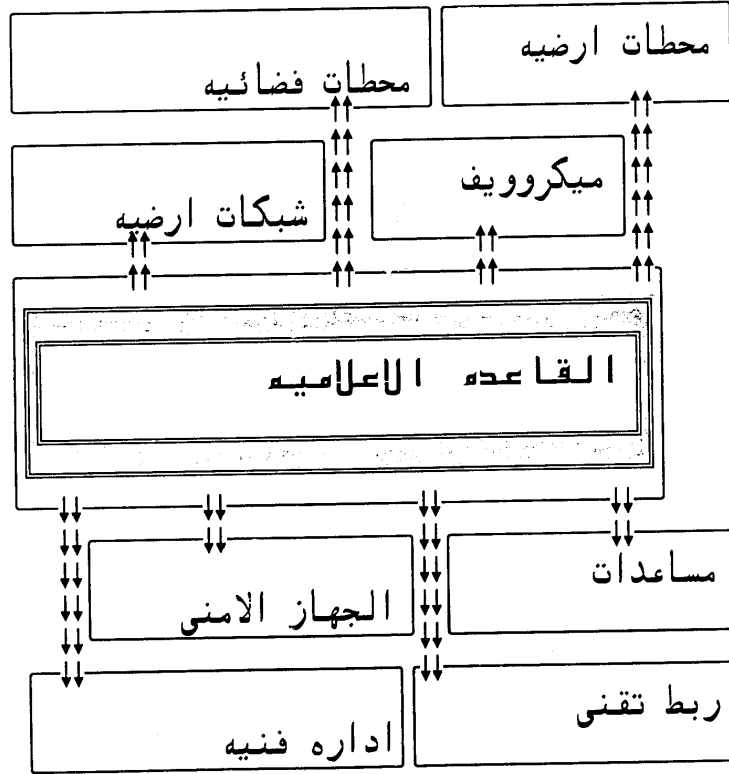 محطات ارضيه
محطات فضائيه
ميكروويف
شبكات ارضيه
القاعده الاعلاميه
مساعدات
الجهاز الامنى
ربط تقنى
اداره فنيه